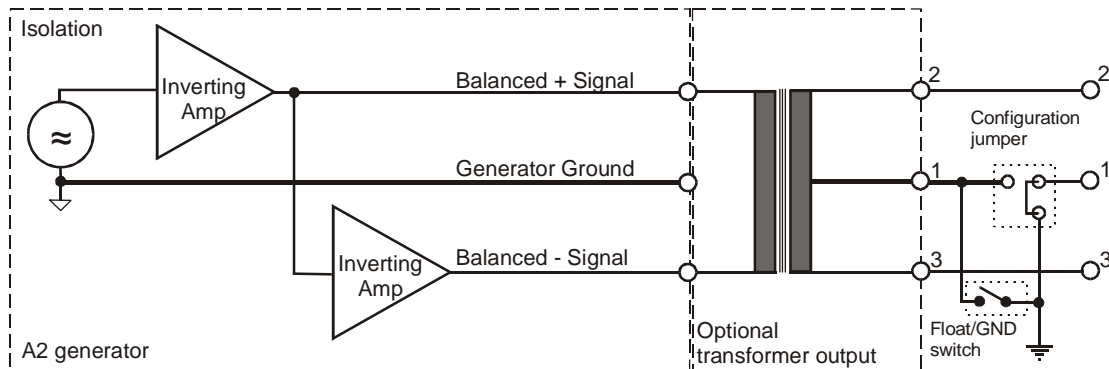 Isolation
Inverting
Amp
Balanced + Signal
Generator Ground
Inverting
Amp
Balanced - Signal
A2 generator
Optional
transformer output
2
1
3
Configuration
jumper
Float/GND
switch
2
1
3